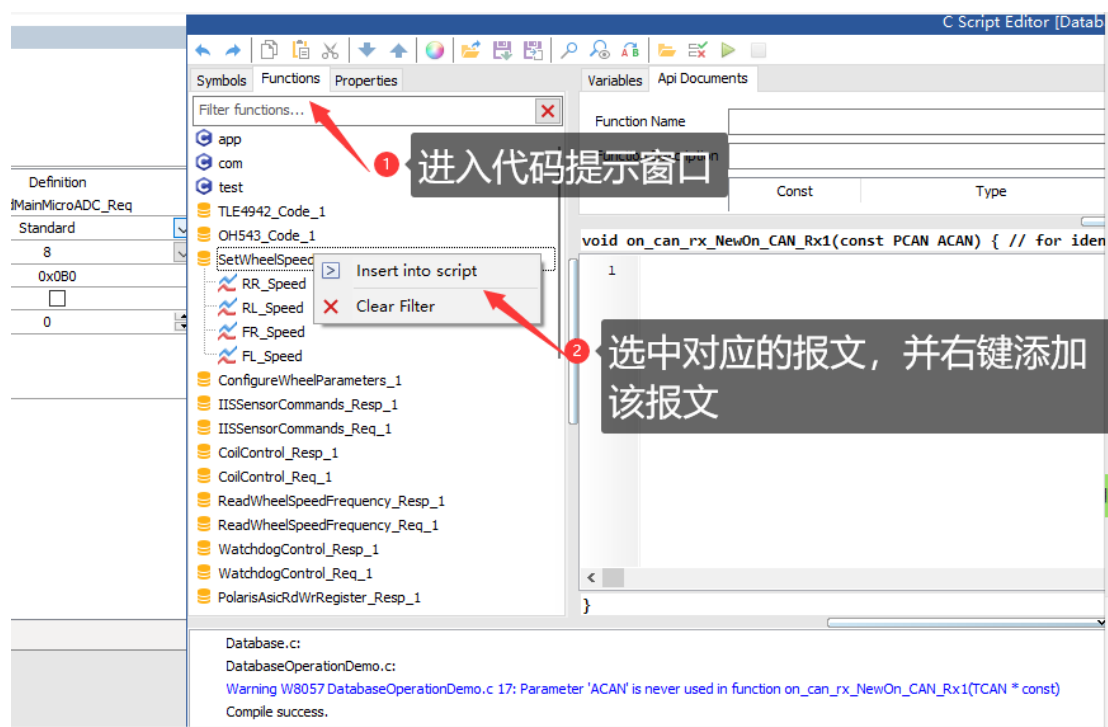 C Script Editor [Datab
Symbols Functions Properties
Variables Api Documents
Filter functions...
Function Name
app
com
test
1 进入代码提示窗口
Definition
MainMicroADC_Req
Standard
8
0x0B0
0
Const Type
TLE4942_Code_1
OH543_Code_1
void on_can_rx_NewOn_CAN_Rx1(const PCAN ACAN) { // for iden
SetWheelSpeed
Insert into script
1
RR_Speed
Clear Filter
RL_Speed
FR_Speed
FL_Speed
2 选中对应的报文，并右键添加
该报文
ConfigureWheelParameters_1
IISSensorCommands_Resp_1
IISSensorCommands_Req_1
CoilControl_Resp_1
CoilControl_Req_1
ReadWheelSpeedFrequency_Resp_1
ReadWheelSpeedFrequency_Req_1
WatchdogControl_Resp_1
WatchdogControl_Req_1
PolarisAsicRdWrRegister_Resp_1
}
Database.c:
DatabaseOperationDemo.c:
Warning W8057 DatabaseOperationDemo.c 17: Parameter 'ACAN' is never used in function on_can_rx_NewOn_CAN_Rx1(TCAN * const)
Compile success.